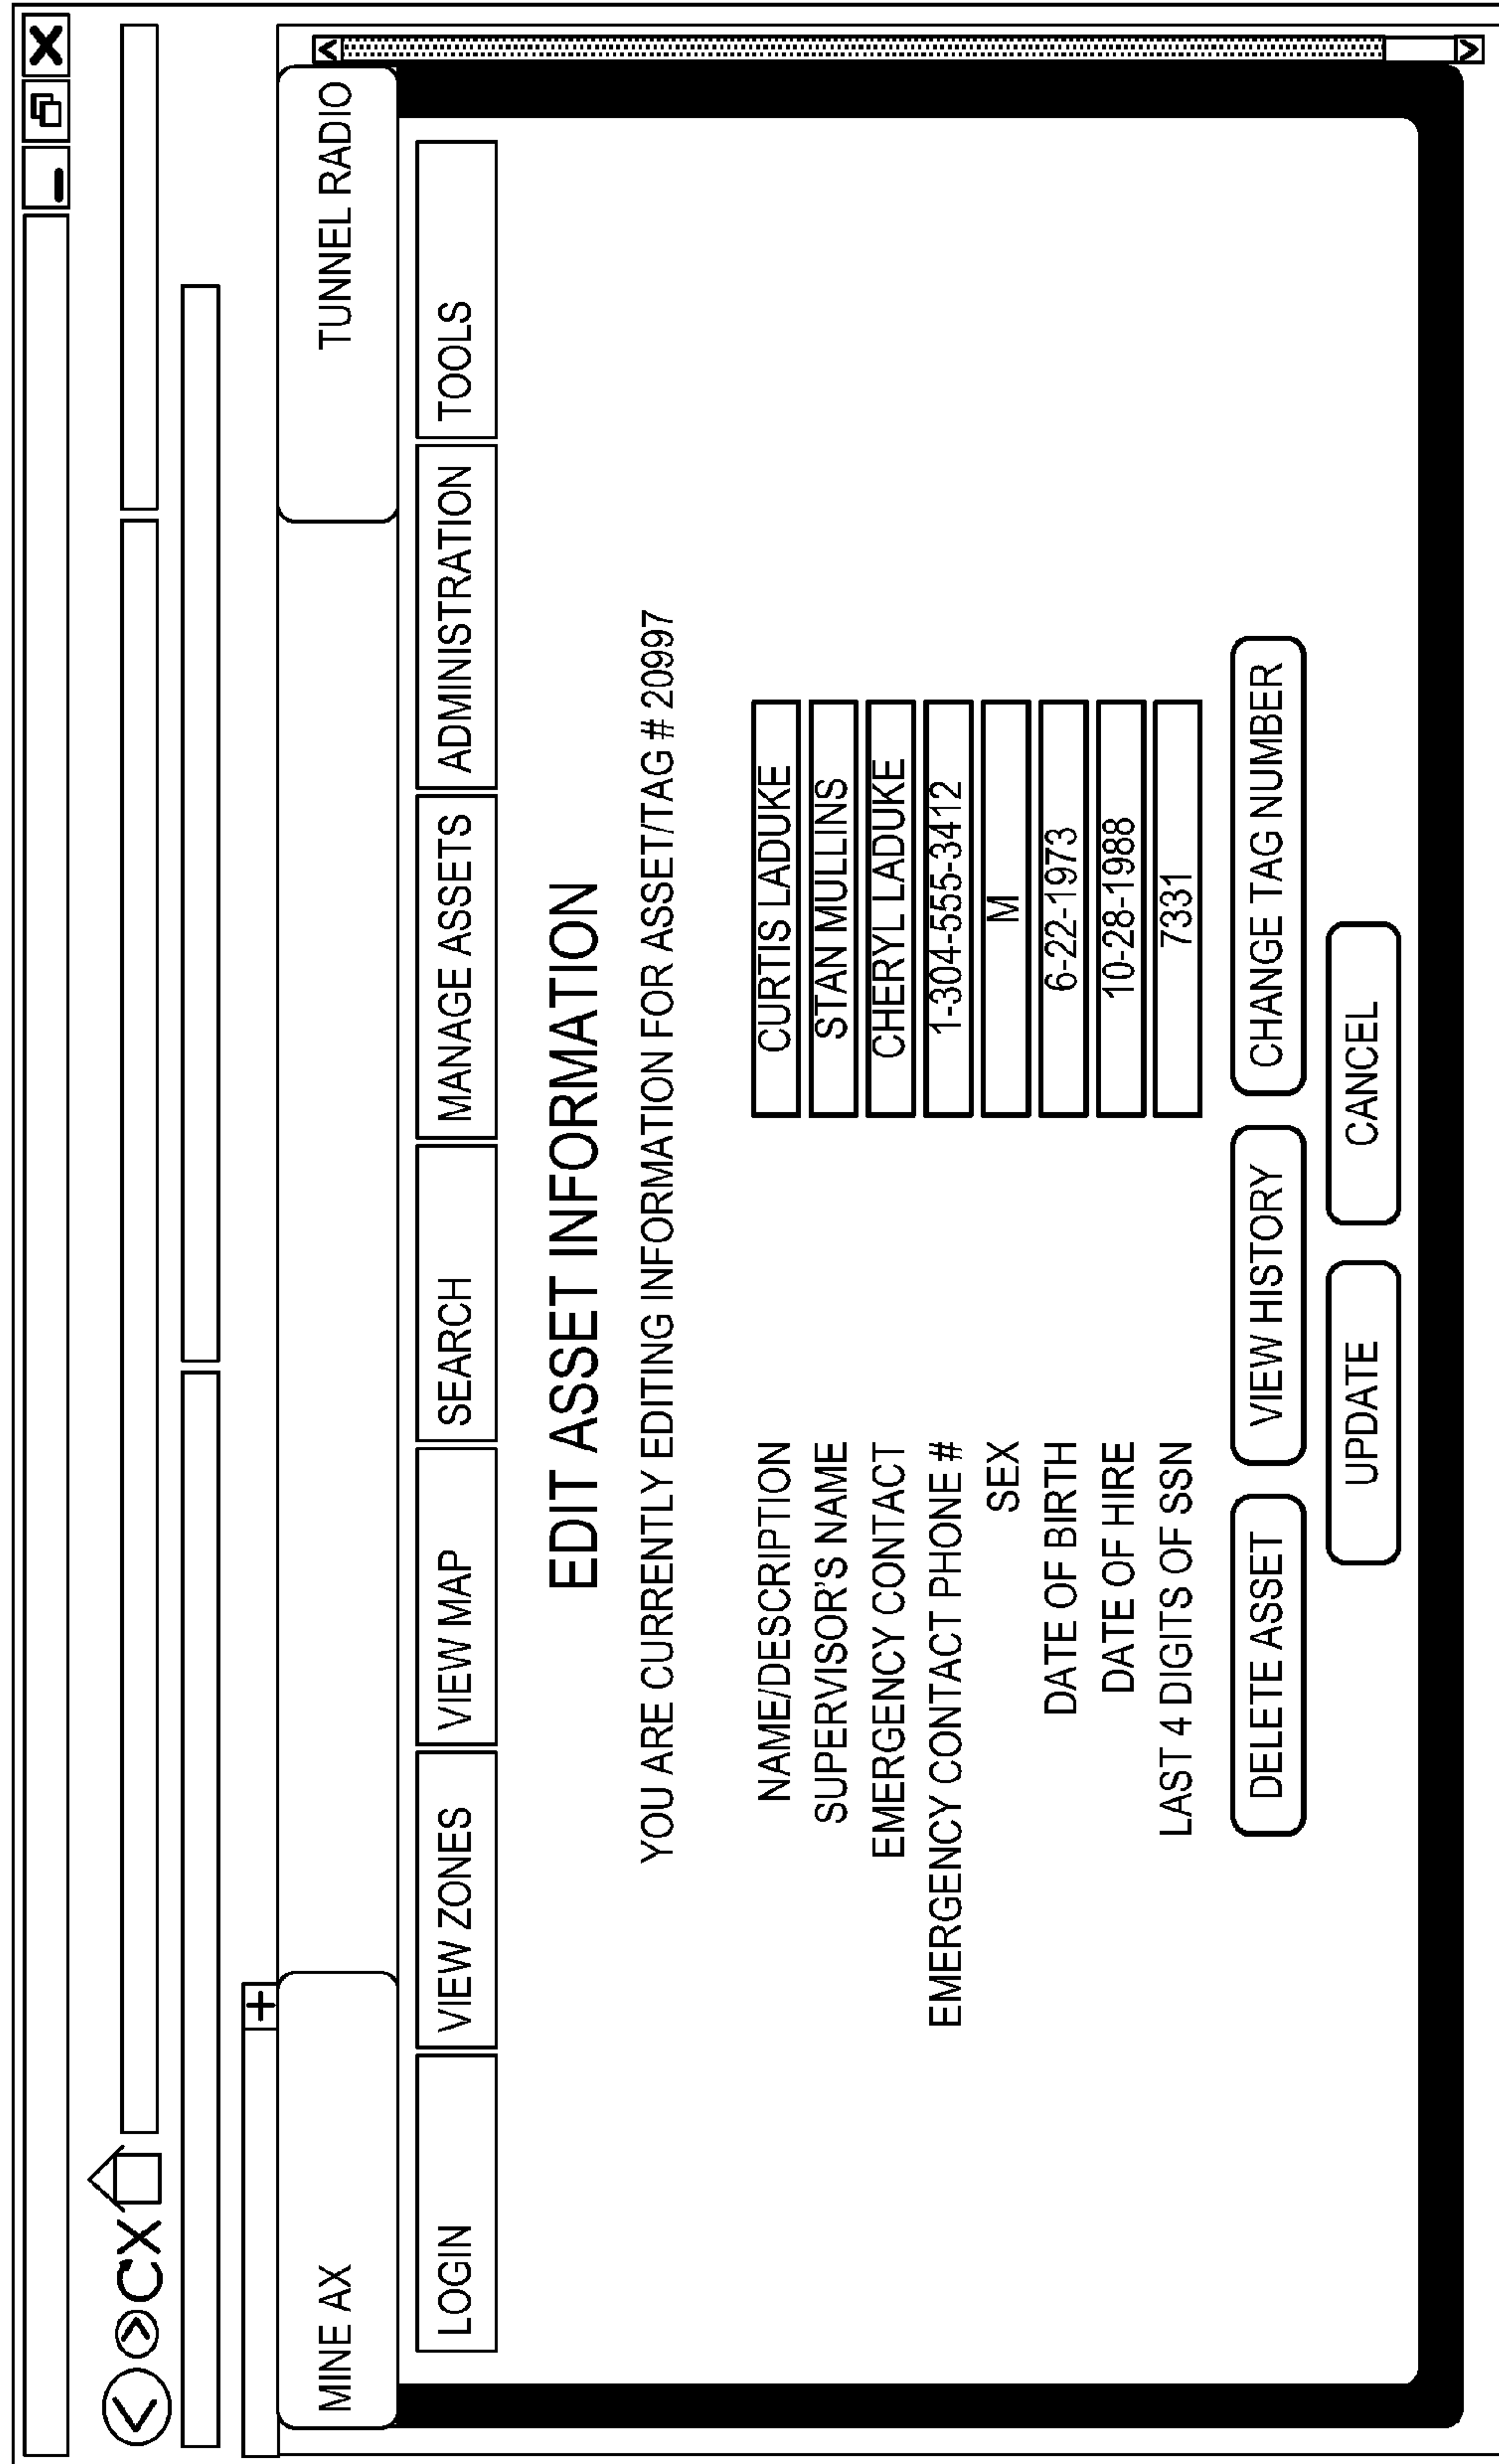 MINE AX TUNNEL RADIO
LOGIN VIEW ZONES VIEW MAP SEARCH MANAGE ASSETS ADMINISTRATION TOOLS
EDIT ASSET INFORMATION
YOU ARE CURRENTLY EDITING INFORMATION FOR ASSET/TAG # 20997
NAME/DESCRIPTION CURTIS LADUKE
SUPERVISOR'S NAME STAN MULLINS
EMERGENCY CONTACT CHERYL LADUKE
EMERGENCY CONTACT PHONE # 1-304-555-3412
SEX M
DATE OF BIRTH 6-22-1973
DATE OF HIRE 10-28-1988
LAST 4 DIGITS OF SSN 7331
DELETE ASSET VIEW HISTORY CHANGE TAG NUMBER
UPDATE CANCEL